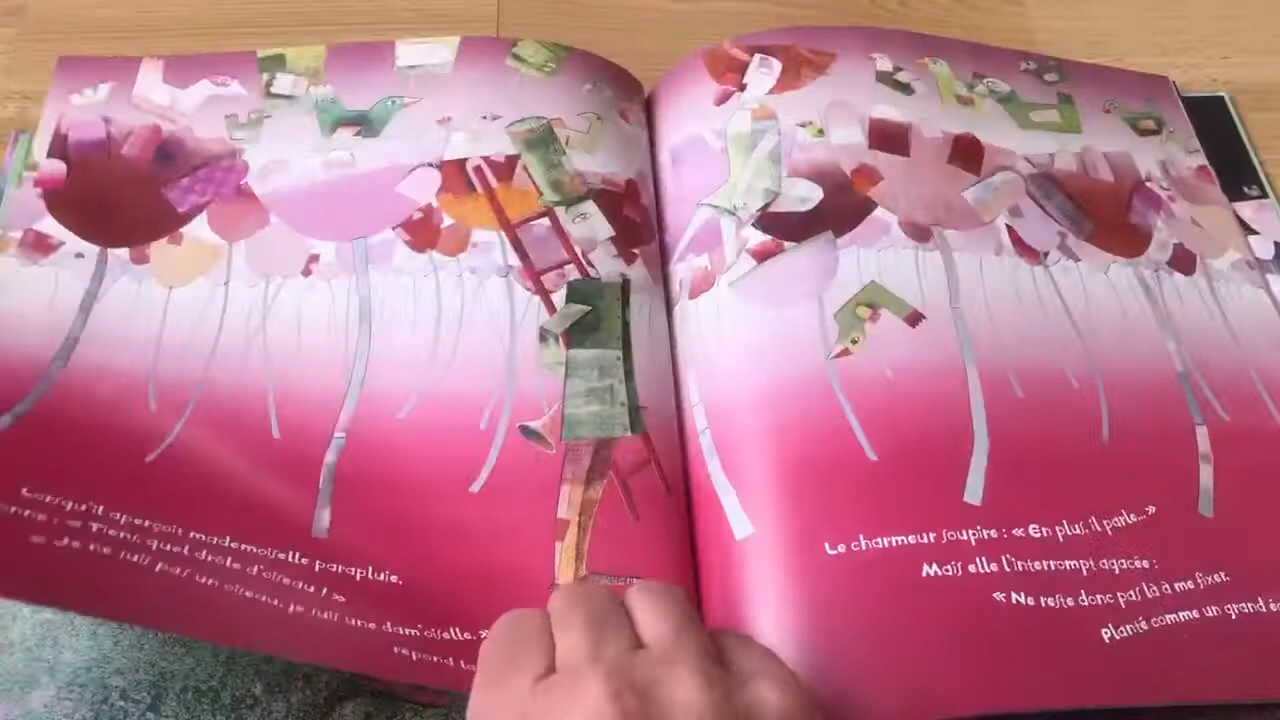 Lorsqu'il aperçoit mademoiselle parapluie,
: « Tiens, quel drôle d'oiseau ! »
« Je ne suis pas un oiseau, je suis une dam'oiselle. »
répond
Le charmeur soupire : « En plus, il parle... »
Mais elle l'interrompt agacée :
« Ne reste donc pas là à me fixer,
planté comme un grand